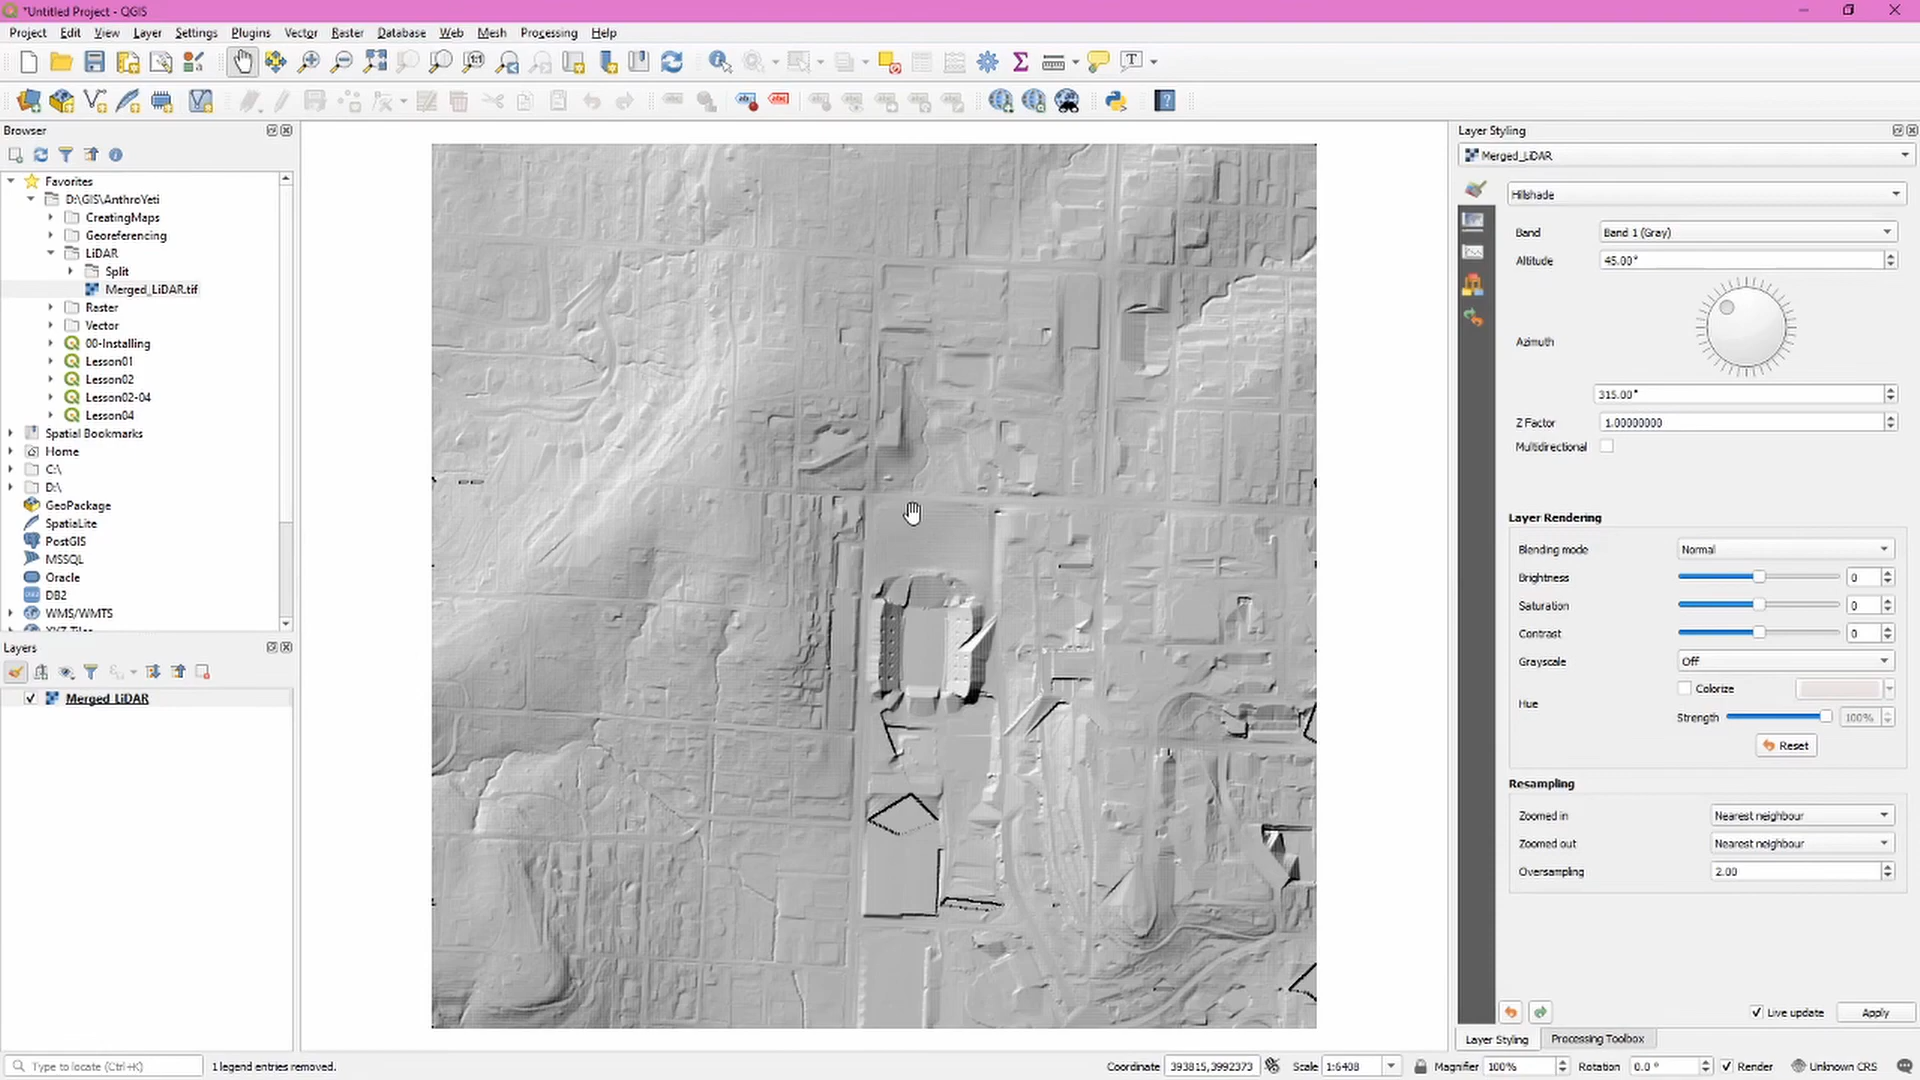 *Untitled Project - QGIS
Project Edit View Layer Settings Plugins Vector Raster Database Web Mesh Processing Help
Browser
Favorites
D:\GIS\AnthroYeti
CreatingMaps
Georeferencing
LiDAR
Split
Merged_LiDAR.tif
Raster
Vector
00-Installing
Lesson01
Lesson02
Lesson02-04
Lesson04
Spatial Bookmarks
Home
C:\
D:\
GeoPackage
SpatiaLite
PostGIS
MSSQL
Oracle
DB2
WMS/WMTS
Layers
Merged_LiDAR
Layer Styling
Merged_LiDAR
Hillshade
Band Band 1 (Gray)
Altitude 45.00°
Azimuth
315.00°
Z Factor 1.00000000
Multidirectional
Layer Rendering
Blending mode Normal
Brightness 0
Saturation 0
Contrast 0
Grayscale Off
Colorize
Hue
Strength 100%
Reset
Resampling
Zoomed in Nearest neighbour
Zoomed out Nearest neighbour
Oversampling 2.00
Live update Apply
Layer Styling Processing Toolbox
Type to locate (Ctrl+K) 1 legend entries removed. Coordinate 393815,3992373 Scale 1:6408 Magnifier 100% Rotation 0.0 ° Render Unknown CRS